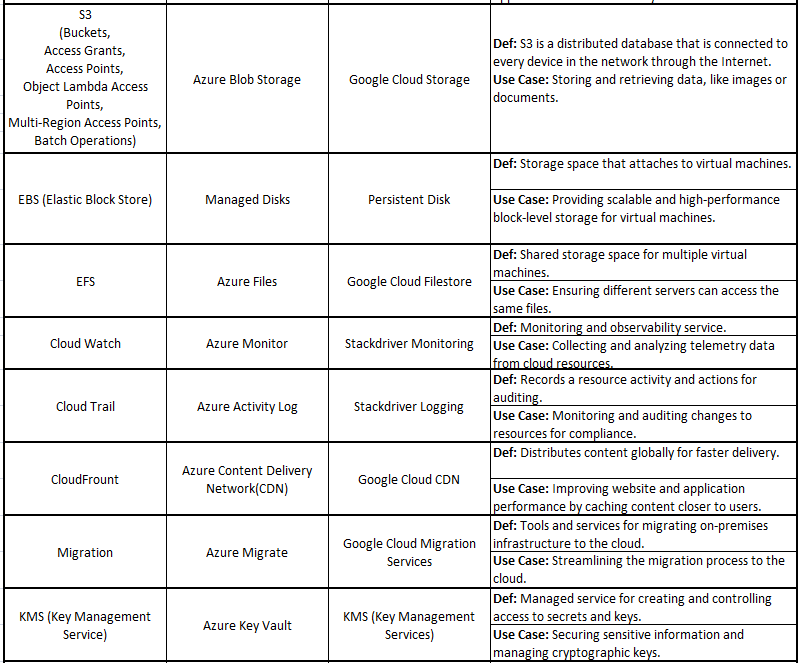 S3
(Buckets,
Access Grants,
Access Points,
Object Lambda Access
Points,
Multi-Region Access Points,
Batch Operations)
Azure Blob Storage
Google Cloud Storage
Def: S3 is a distributed database that is connected to
every device in the network through the Internet.
Use Case: Storing and retrieving data, like images or
documents.
EBS (Elastic Block Store)
Managed Disks
Persistent Disk
Def: Storage space that attaches to virtual machines.
Use Case: Providing scalable and high-performance
block-level storage for virtual machines.
EFS
Azure Files
Google Cloud Filestore
Def: Shared storage space for multiple virtual
machines.
Use Case: Ensuring different servers can access the
same files.
Cloud Watch
Azure Monitor
Stackdriver Monitoring
Def: Monitoring and observability service.
Use Case: Collecting and analyzing telemetry data
from cloud resources.
Cloud Trail
Azure Activity Log
Stackdriver Logging
Def: Records a resource activity and actions for
auditing.
Use Case: Monitoring and auditing changes to
resources for compliance.
CloudFrount
Azure Content Delivery
Network(CDN)
Google Cloud CDN
Def: Distributes content globally for faster delivery.
Use Case: Improving website and application
performance by caching content closer to users.
Migration
Azure Migrate
Google Cloud Migration
Services
Def: Tools and services for migrating on-premises
infrastructure to the cloud.
Use Case: Streamlining the migration process to the
cloud.
KMS (Key Management
Service)
Azure Key Vault
KMS (Key Management
Services)
Def: Managed service for creating and controlling
access to secrets and keys.
Use Case: Securing sensitive information and
managing cryptographic keys.